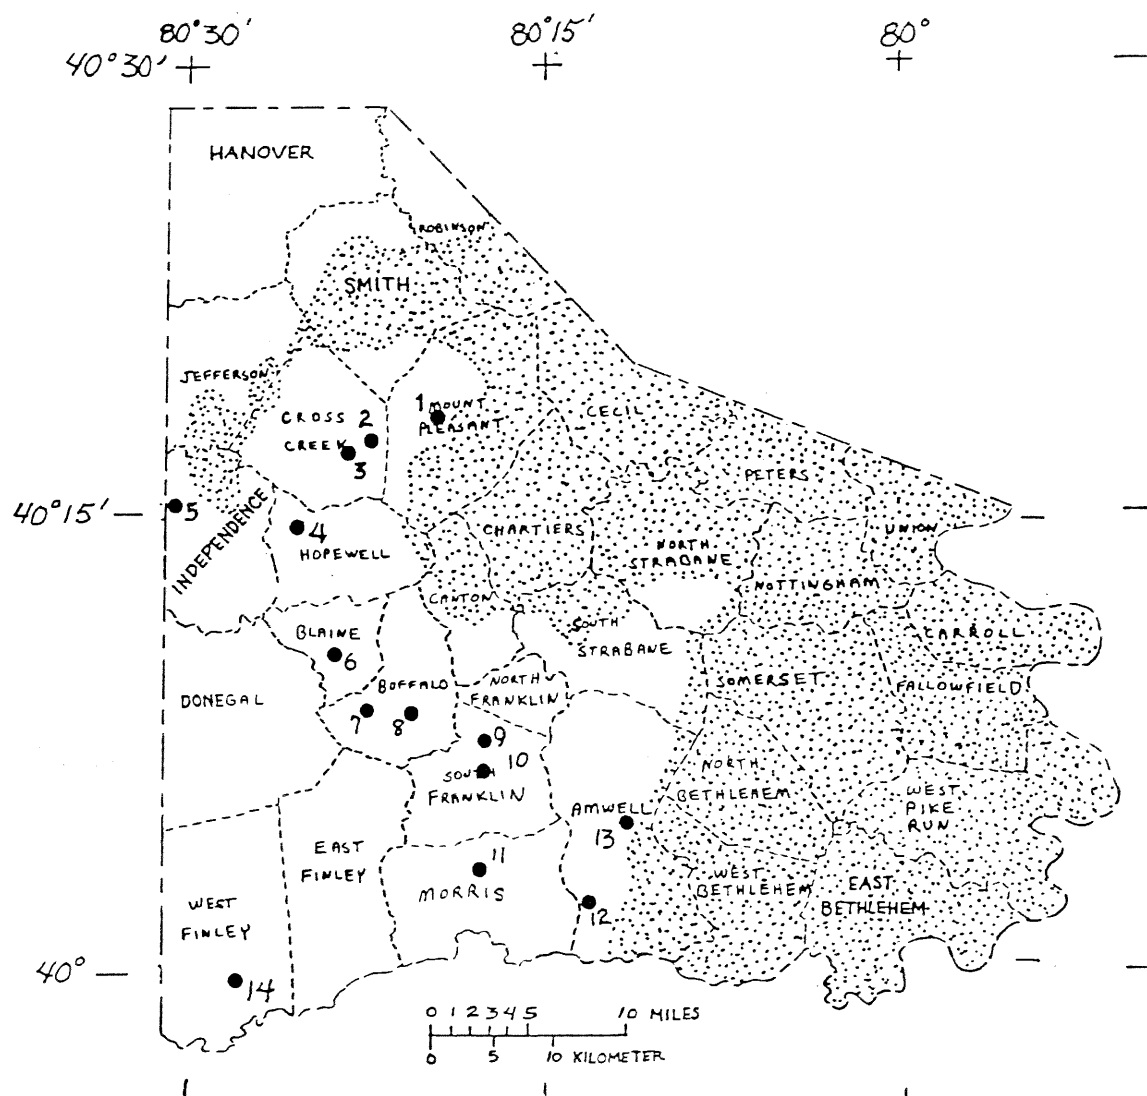 80°30′ 80°15′ 80°
40°30′
HANOVER
ROBINSON
SMITH
JEFFERSON
CROSS
CREEK
2
3
1
MOUNT
PLEASANT
CECIL
PETERS
UNION
40°15′
5
INDEPENDENCE
4
HOPEWELL
CHARTIERS
NORTH
STRABANE
NOTTINGHAM
CANTON
SOUTH
STRABANE
CARROLL
BLAINE
6
DONEGAL
BUFFALO
7
8
NORTH
FRANKLIN
SOMERSET
FALLOWFIELD
9
10
SOUTH
FRANKLIN
NORTH
BETHLEHEM
WEST
PIKE
RUN
AMWELL
13
EAST
FINLEY
11
MORRIS
12
WEST
BETHLEHEM
EAST
BETHLEHEM
WEST
FINLEY
40°
14
0 1 2 3 4 5 10 MILES
0 5 10 KILOMETER